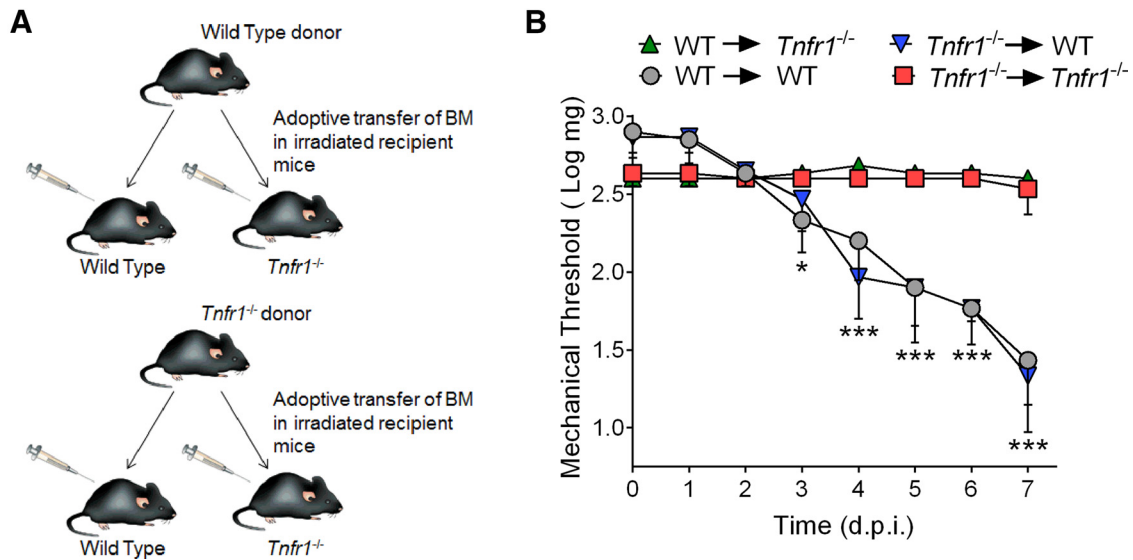 A
Wild Type donor
Adoptive transfer of BM
in irradiated recipient
mice
Wild Type
Tnfr1-/-
Tnfr1-/- donor
Adoptive transfer of BM
in irradiated recipient
mice
Wild Type
Tnfr1-/-
B
WT Tnfr1-/-
Tnfr1-/- WT
WT WT
Tnfr1-/- Tnfr1-/-
Mechanical Threshold ( Log mg)
3.0
2.5
2.0
1.5
1.0
*
***
***
***
***
0 1 2 3 4 5 6 7
Time (d.p.i.)